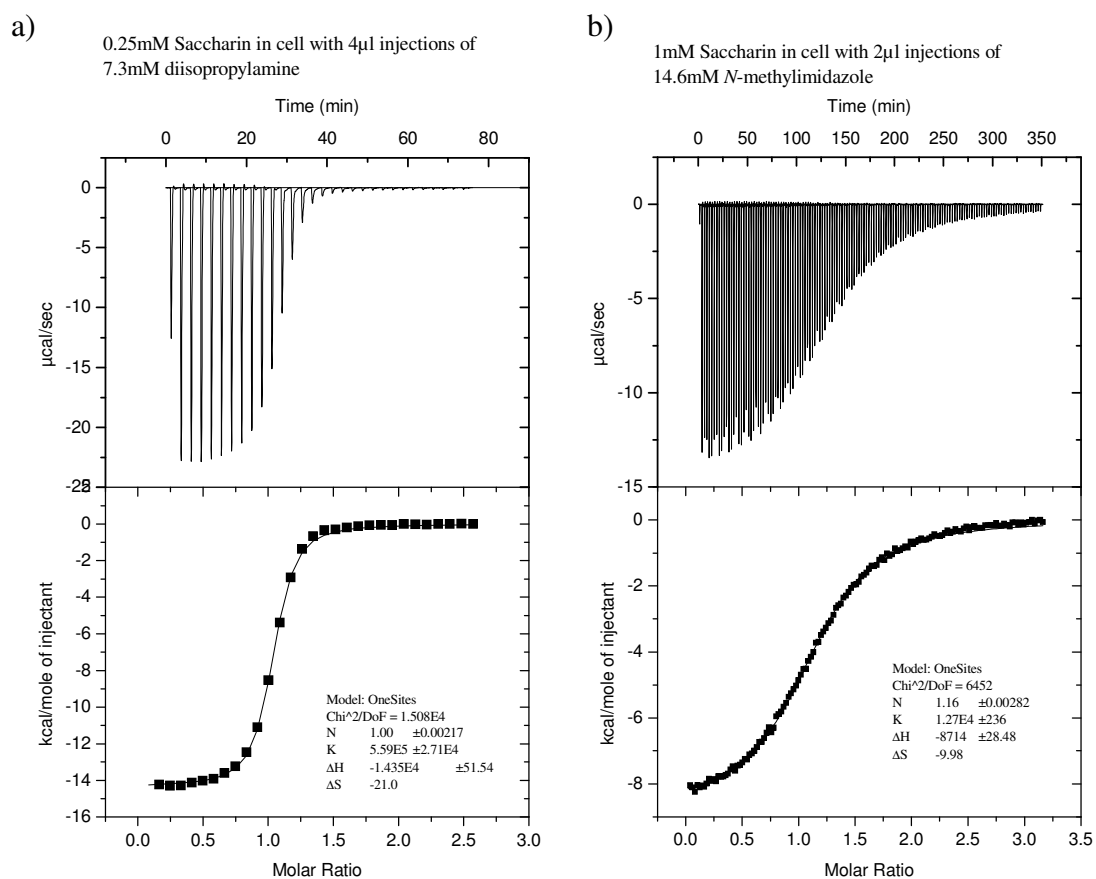 a)
0.25mM Saccharin in cell with 4µl injections of
7.3mM diisopropylamine
Time (min)
0 20 40 60 80
0
-5
-10
-15
-20
-25
µcal/sec
0
-2
-4
-6
-8
-10
-12
-14
-16
kcal/mole of injectant
Model: OneSites
Chi^2/DoF = 1.508E4
N 1.00 ±0.00217
K 5.59E5 ±2.71E4
ΔH -1.435E4 ±51.54
ΔS -21.0
0.0 0.5 1.0 1.5 2.0 2.5 3.0
Molar Ratio
b)
1mM Saccharin in cell with 2µl injections of
14.6mM N-methylimidazole
Time (min)
0 50 100 150 200 250 300 350
0
-5
-10
-15
µcal/sec
0
-2
-4
-6
-8
kcal/mole of injectant
Model: OneSites
Chi^2/DoF = 6452
N 1.16 ±0.00282
K 1.27E4 ±236
ΔH -8714 ±28.48
ΔS -9.98
0.0 0.5 1.0 1.5 2.0 2.5 3.0 3.5
Molar Ratio